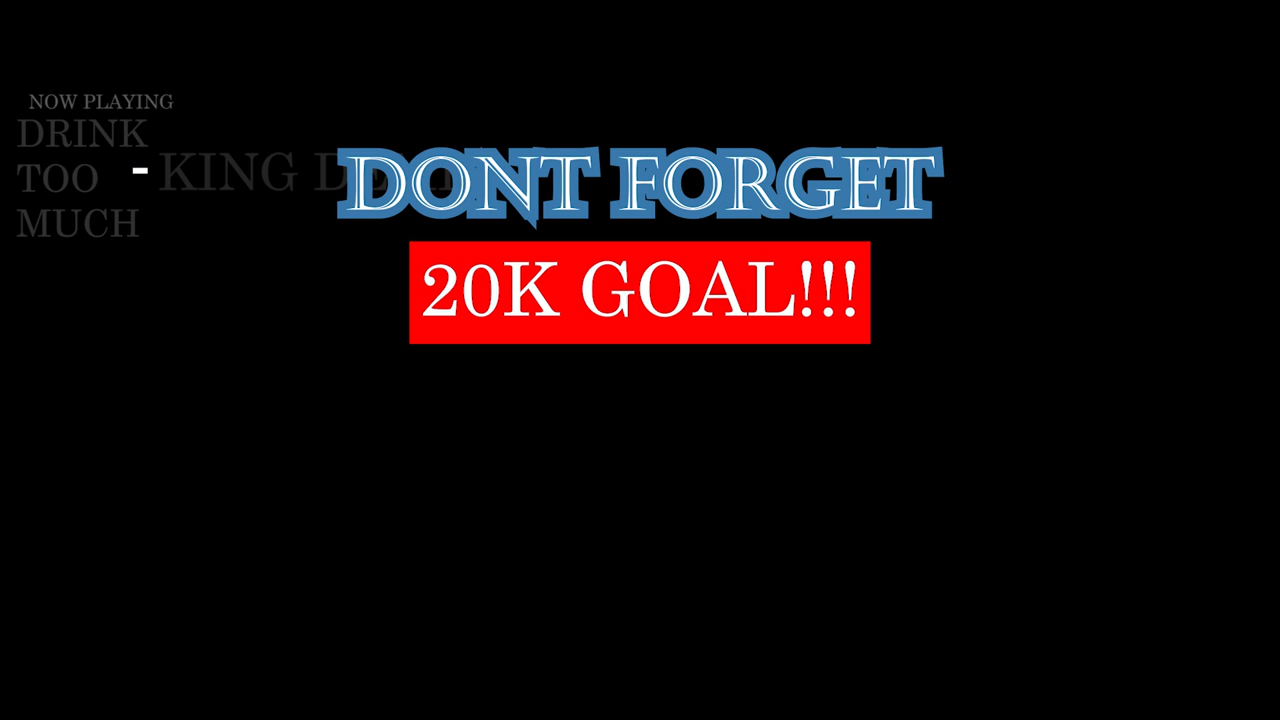 NOW PLAYING
DRINK
TOO
MUCH
- KING
DONT FORGET
20K GOAL!!!